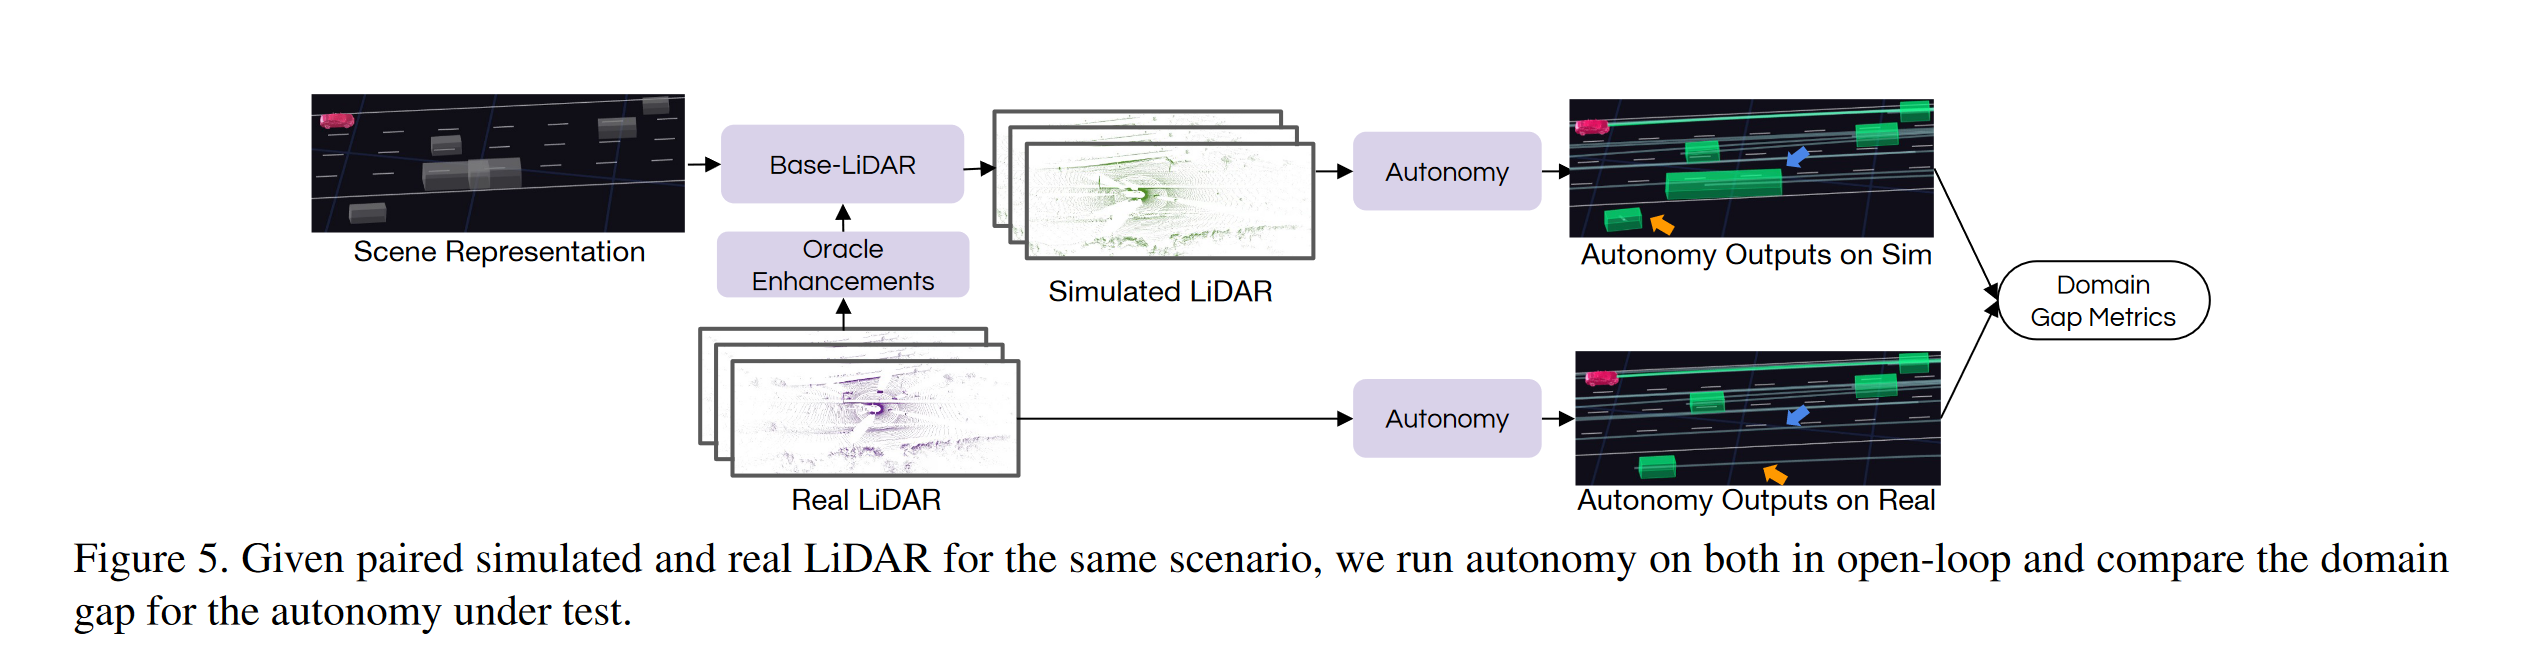 Scene Representation
Base-LiDAR
Oracle
Enhancements
Real LiDAR
Simulated LiDAR
Autonomy
Autonomy
Autonomy Outputs on Sim
Autonomy Outputs on Real
Domain
Gap Metrics
Figure 5. Given paired simulated and real LiDAR for the same scenario, we run autonomy on both in open-loop and compare the domain
gap for the autonomy under test.